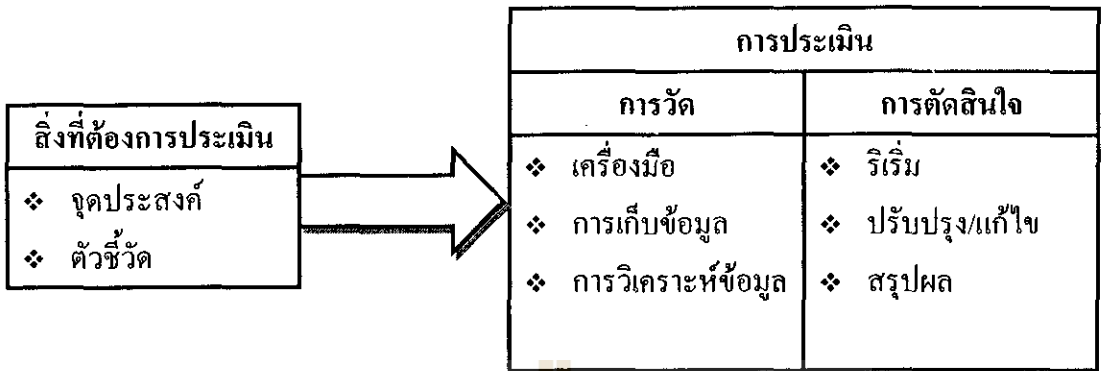 สิ่งที่ต้องการประเมิน
❖ จุดประสงค์
❖ ตัวชี้วัด
การประเมิน
การวัด
❖ เครื่องมือ
❖ การเก็บข้อมูล
❖ การวิเคราะห์ข้อมูล
การตัดสินใจ
❖ ริเริ่ม
❖ ปรับปรุง/แก้ไข
❖ สรุปผล